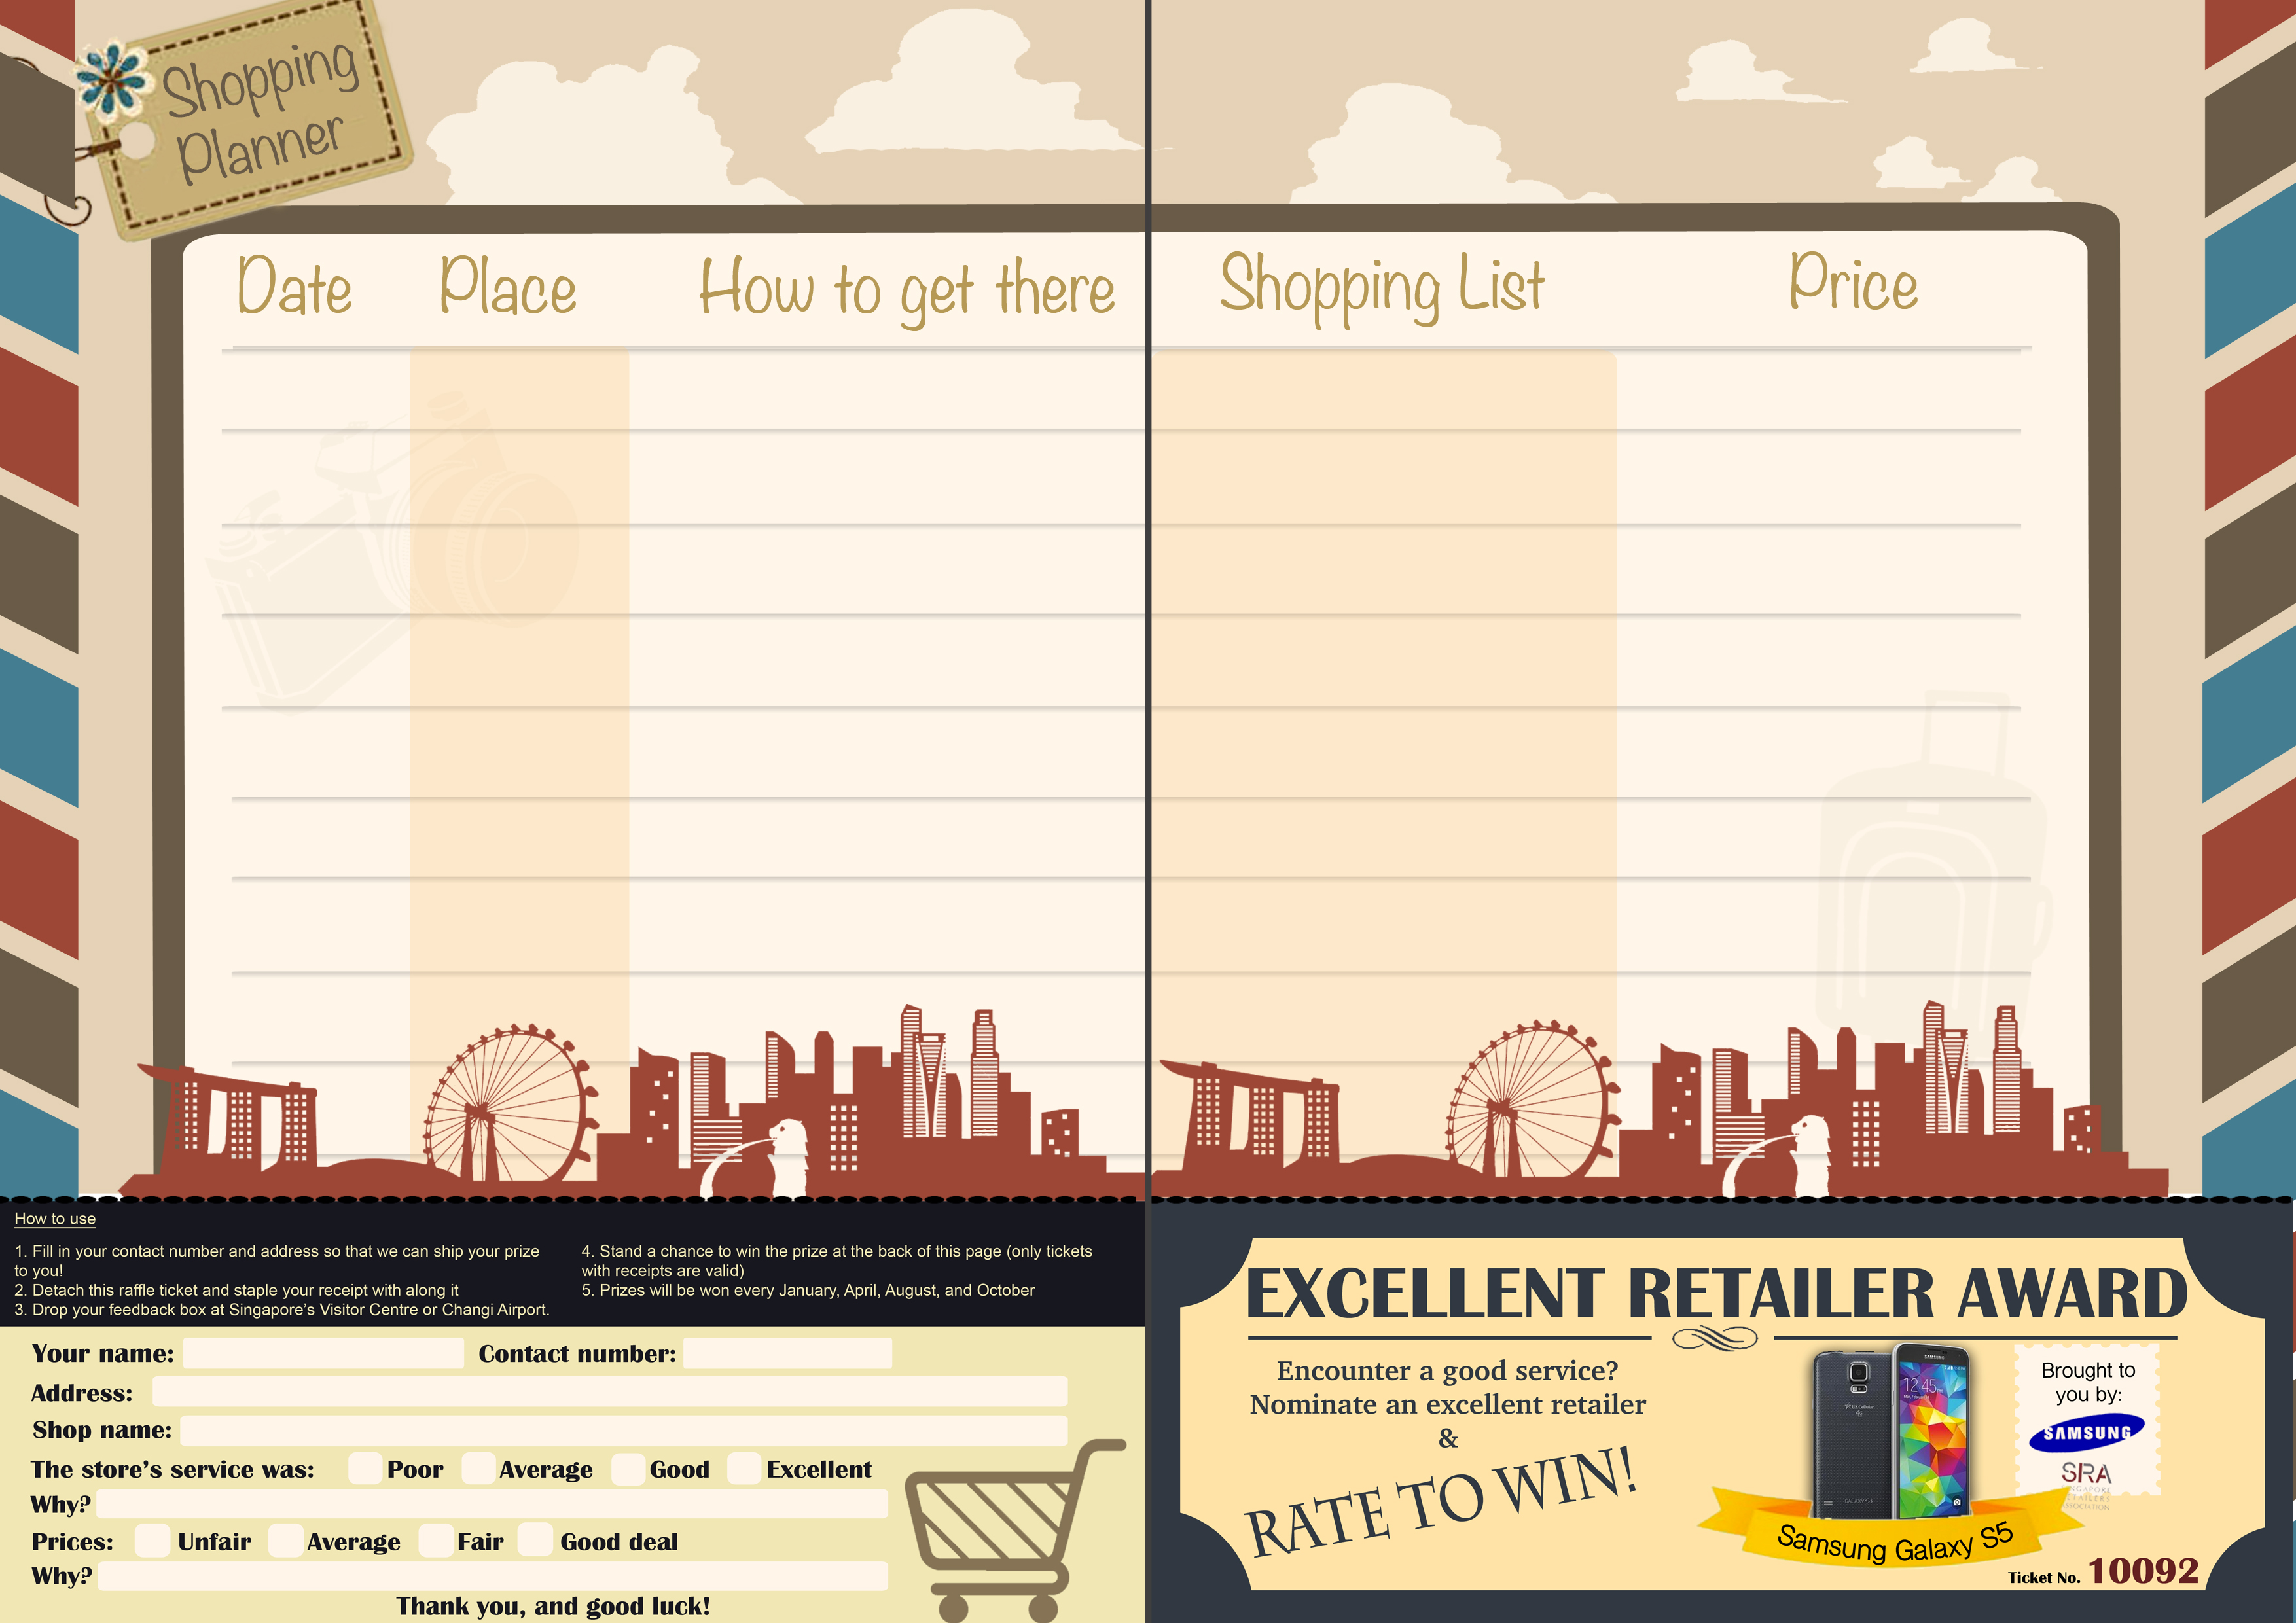 Shopping
Planner
Date Place How to get there Shopping List Price
How to use
1. Fill in your contact number and address so that we can ship your prize
to you!
2. Detach this raffle ticket and staple your receipt with along it
3. Drop your feedback box at Singapore's Visitor Centre or Changi Airport.
4. Stand a chance to win the prize at the back of this page (only tickets
with receipts are valid)
5. Prizes will be won every January, April, August, and October
Your name: Contact number:
Address:
Shop name:
The store's service was: Poor Average Good Excellent
Why?
Prices: Unfair Average Fair Good deal
Why?
Thank you, and good luck!
EXCELLENT RETAILER AWARD
Encounter a good service?
Nominate an excellent retailer
&
RATE TO WIN!
SAMSUNG
12:45
Samsung Galaxy S5
Brought to
you by:
SAMSUNG
SRA
Ticket No. 10092